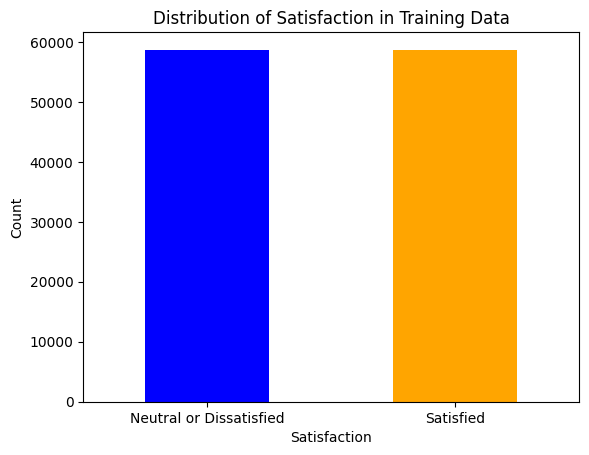 Distribution of Satisfaction in Training Data
60000
50000
40000
30000
20000
10000
0
Count
Neutral or Dissatisfied
Satisfied
Satisfaction